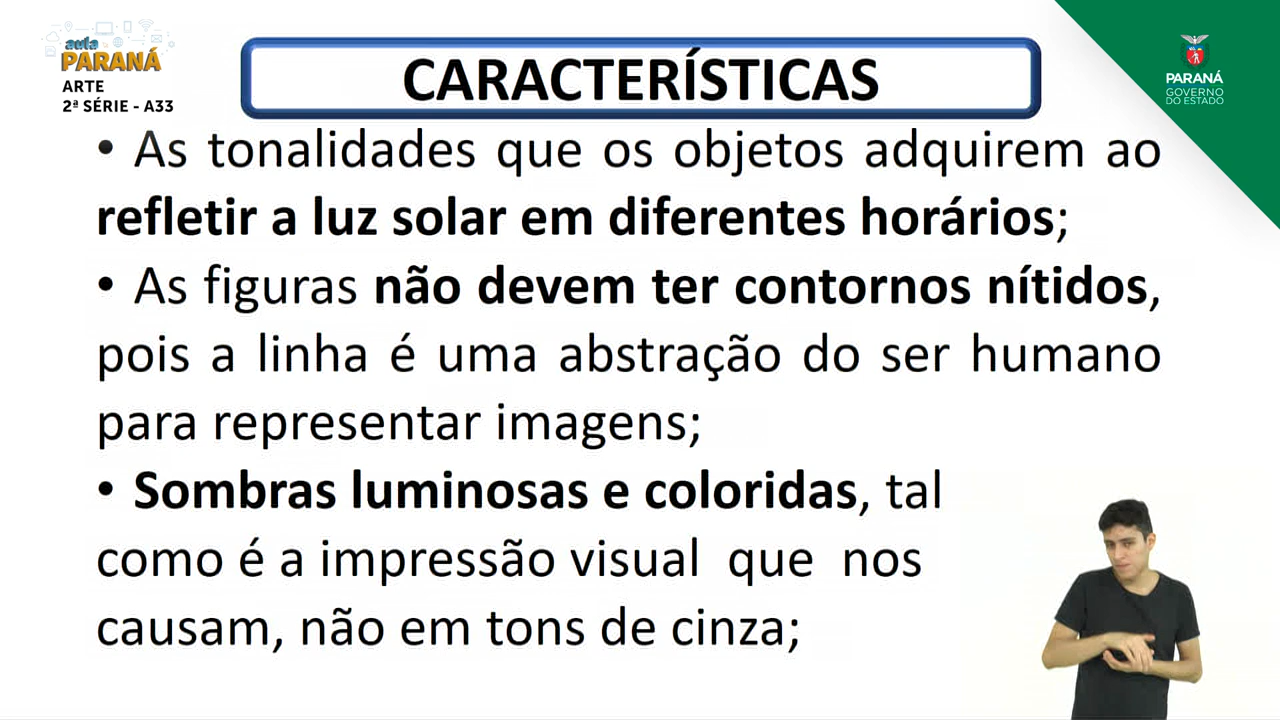 aula
PARANÁ
ARTE
2ª SÉRIE - A33
CARACTERÍSTICAS
PARANÁ
GOVERNO
DO ESTADO
• As tonalidades que os objetos adquirem ao
refletir a luz solar em diferentes horários;
• As figuras não devem ter contornos nítidos,
pois a linha é uma abstração do ser humano
para representar imagens;
• Sombras luminosas e coloridas, tal
como é a impressão visual que nos
causam, não em tons de cinza;